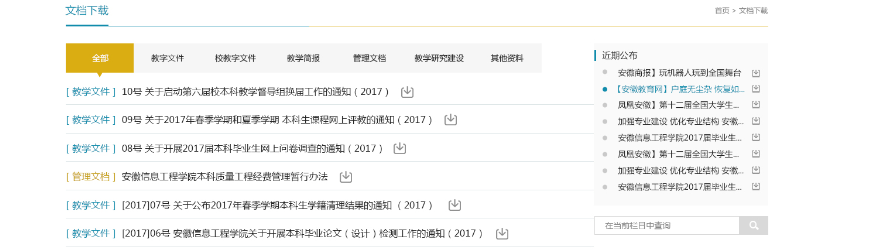 文档下载
首页 > 文档下载
全部 教字文件 校教字文件 教学简报 管理文档 教学研究建设 其他资料
[ 教学文件 ] 10号 关于启动第六届校本科教学督导组换届工作的通知（2017）
[ 教学文件 ] 09号 关于2017年春季学期和夏季学期 本科生课程网上评教的通知（2017）
[ 教学文件 ] 08号 关于开展2017届本科毕业生网上问卷调查的通知（2017）
[ 管理文档 ] 安徽信息工程学院本科质量工程经费管理暂行办法
[ 教学文件 ] [2017]07号 关于公布2017年春季学期本科生学籍清理结果的通知 （2017）
[ 教学文件 ] [2017]06号 安徽信息工程学院关于开展本科毕业论文（设计）检测工作的通知（2017）
近期公布
安徽商报】玩机器人玩到全国舞台
【安徽教育网】户庭无尘杂 恢复如...
凤凰安徽】第十二届全国大学生...
加强专业建设 优化专业结构 安徽...
安徽信息工程学院2017届毕业生...
凤凰安徽】第十二届全国大学生...
加强专业建设 优化专业结构 安徽...
安徽信息工程学院2017届毕业生...
在当前栏目中查询